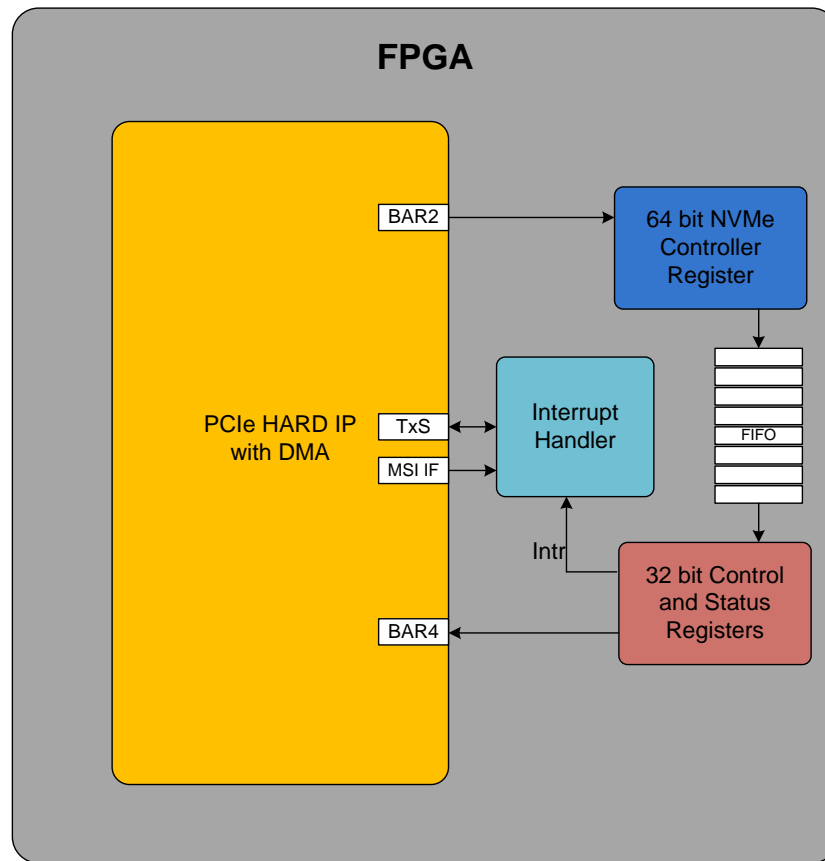 FPGA
BAR2
64 bit NVMe
Controller
Register
PCIe HARD IP
with DMA
TxS
MSI IF
Interrupt
Handler
FIFO
Intr
32 bit Control
and Status
Registers
BAR4